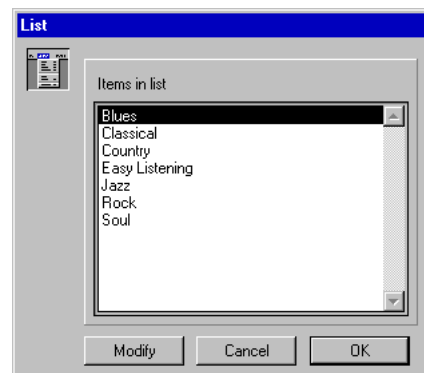 List
Items in list
Blues
Classical
Country
Easy Listening
Jazz
Rock
Soul
Modify Cancel OK